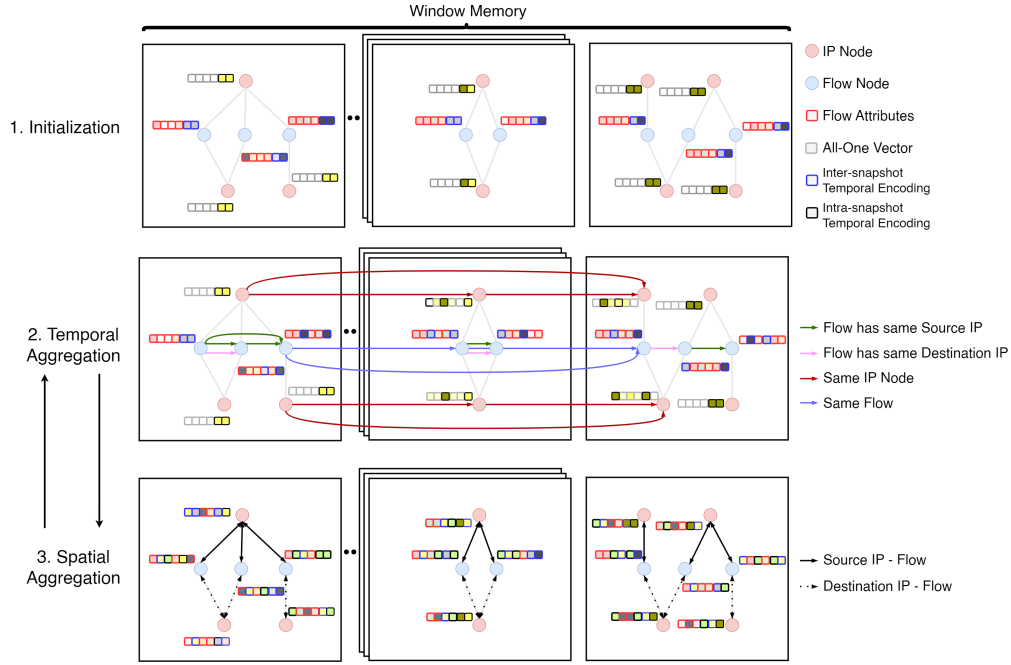 Window Memory
1. Initialization
IP Node
Flow Node
Flow Attributes
All-One Vector
Inter-snapshot
Temporal Encoding
Intra-snapshot
Temporal Encoding
2. Temporal
Aggregation
Flow has same Source IP
Flow has same Destination IP
Same IP Node
Same Flow
3. Spatial
Aggregation
Source IP - Flow
Destination IP - Flow